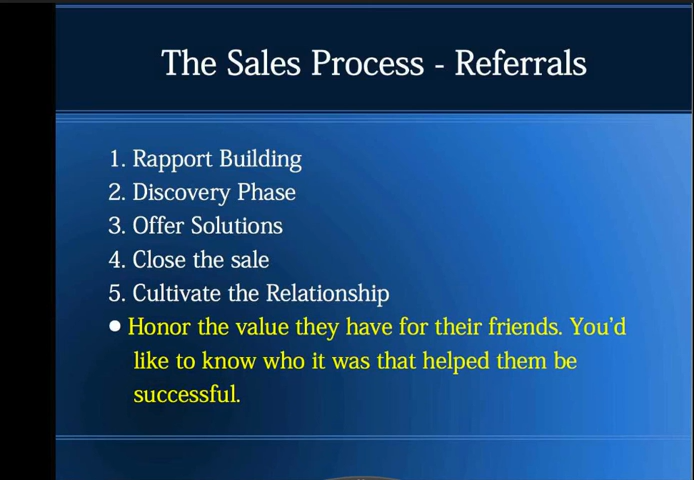 The Sales Process - Referrals
1. Rapport Building
2. Discovery Phase
3. Offer Solutions
4. Close the sale
5. Cultivate the Relationship
● Honor the value they have for their friends. You’d
like to know who it was that helped them be
successful.